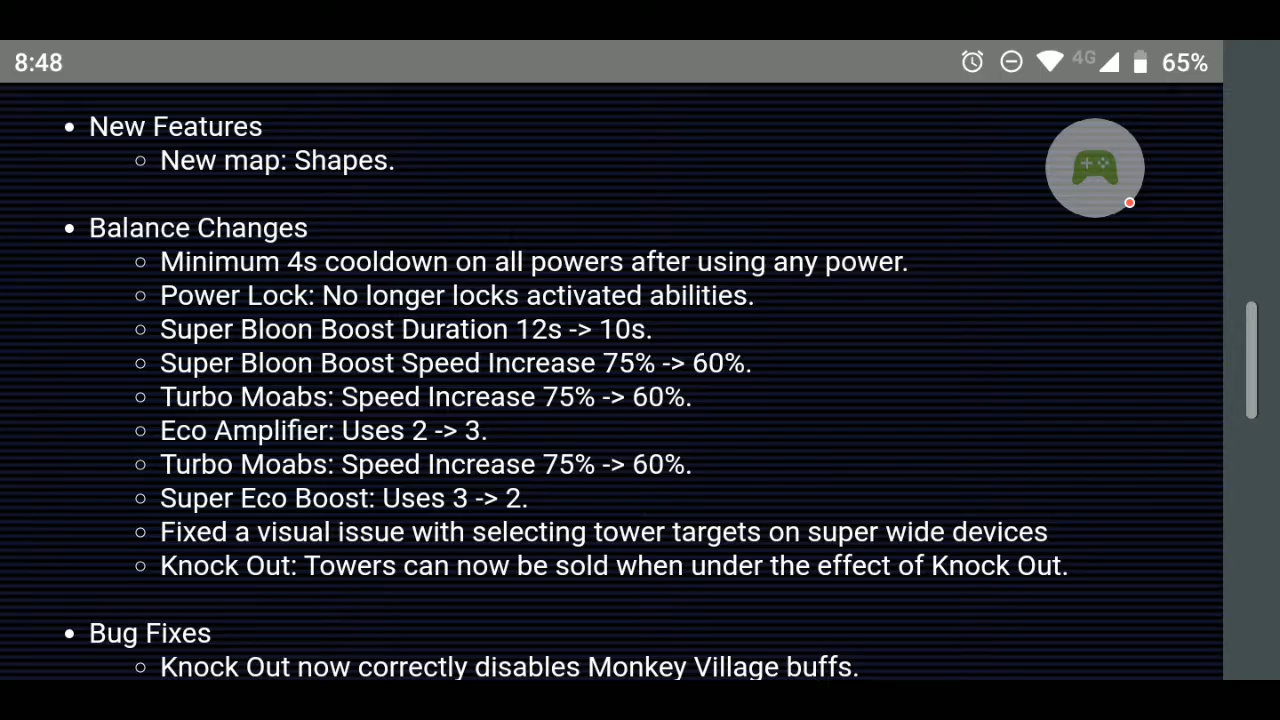 8:48
4G
65%
New Features
New map: Shapes.
Balance Changes
Minimum 4s cooldown on all powers after using any power.
Power Lock: No longer locks activated abilities.
Super Bloon Boost Duration 12s -> 10s.
Super Bloon Boost Speed Increase 75% -> 60%.
Turbo Moabs: Speed Increase 75% -> 60%.
Eco Amplifier: Uses 2 -> 3.
Turbo Moabs: Speed Increase 75% -> 60%.
Super Eco Boost: Uses 3 -> 2.
Fixed a visual issue with selecting tower targets on super wide devices
Knock Out: Towers can now be sold when under the effect of Knock Out.
Bug Fixes
Knock Out now correctly disables Monkey Village buffs.